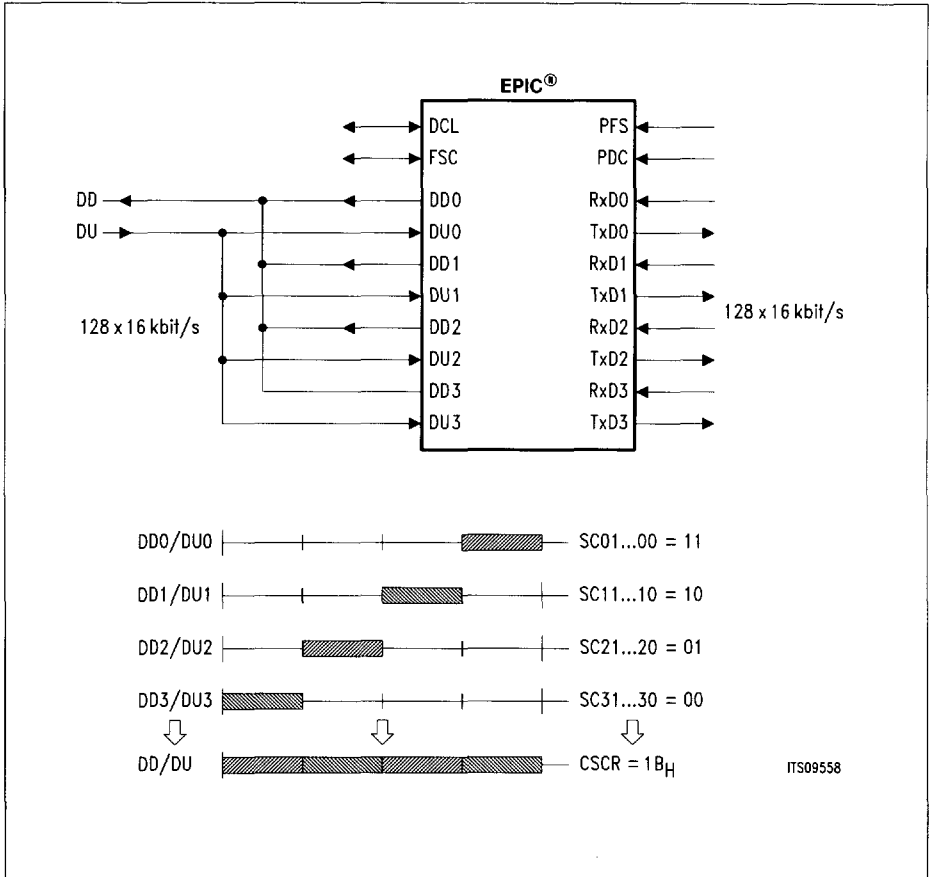 EPIC®
DCL PFS
FSC PDC
DD DD0 RxD0
DU DU0 TxD0
DD1 RxD1
DU1 TxD1
128 x 16 kbit/s DD2 RxD2 128 x 16 kbit/s
DU2 TxD2
DD3 RxD3
DU3 TxD3
DD0/DU0 SC01...00 = 11
DD1/DU1 SC11...10 = 10
DD2/DU2 SC21...20 = 01
DD3/DU3 SC31...30 = 00
DD/DU CSCR = 1BH ITS09558